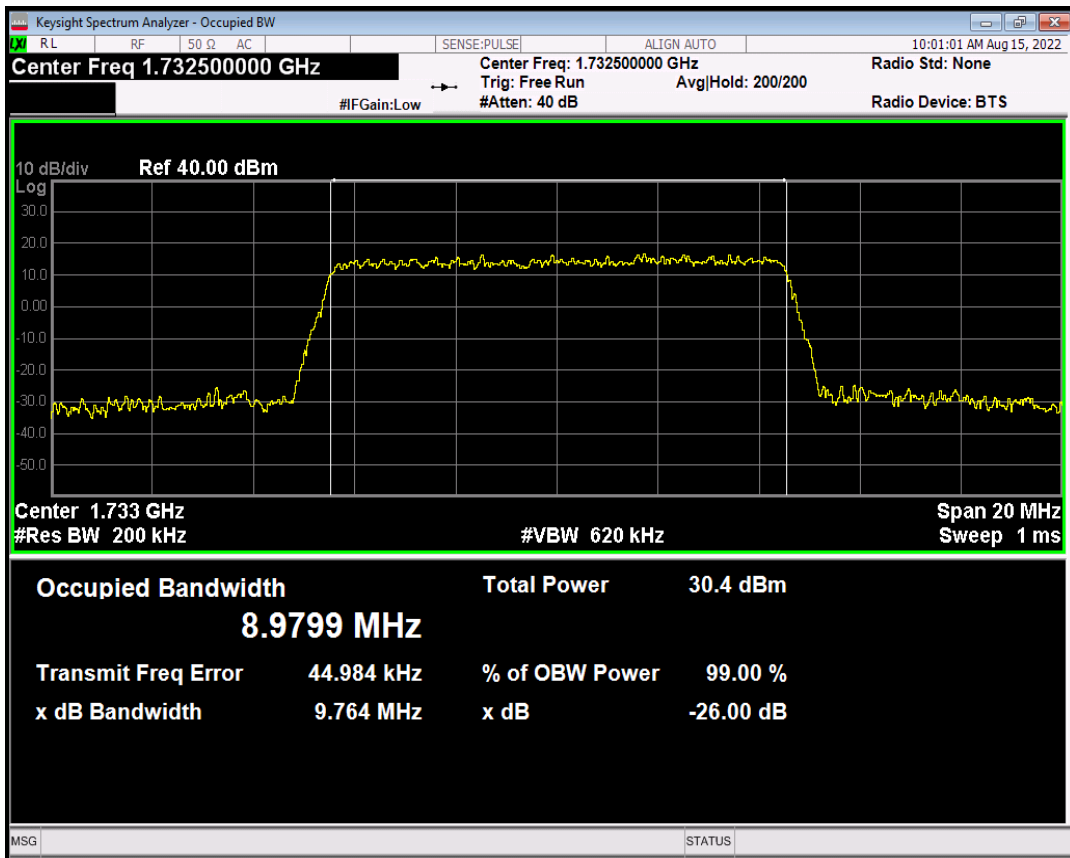 Keysight Spectrum Analyzer - Occupied BW
LXI RL RF 50 Ω AC SENSE:PULSE ALIGN AUTO 10:01:01 AM Aug 15, 2022
Center Freq 1.732500000 GHz Center Freq: 1.732500000 GHz Radio Std: None
Trig: Free Run Avg|Hold: 200/200
#IFGain:Low #Atten: 40 dB Radio Device: BTS
10 dB/div Ref 40.00 dBm
Log
30.0
20.0
10.0
0.00
-10.0
-20.0
-30.0
-40.0
-50.0
Center 1.733 GHz Span 20 MHz
#Res BW 200 kHz #VBW 620 kHz Sweep 1 ms
Occupied Bandwidth Total Power 30.4 dBm
8.9799 MHz
Transmit Freq Error 44.984 kHz % of OBW Power 99.00 %
x dB Bandwidth 9.764 MHz x dB -26.00 dB
MSG STATUS